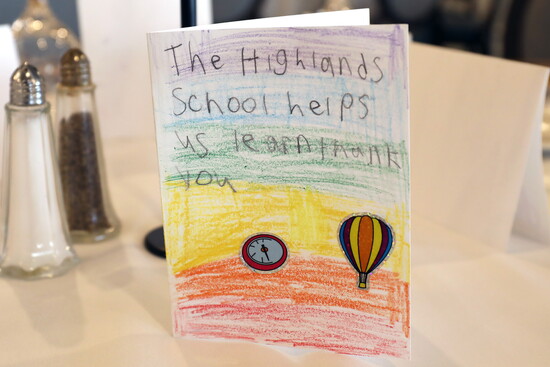 The Highlands
School helps
us learn thank
you